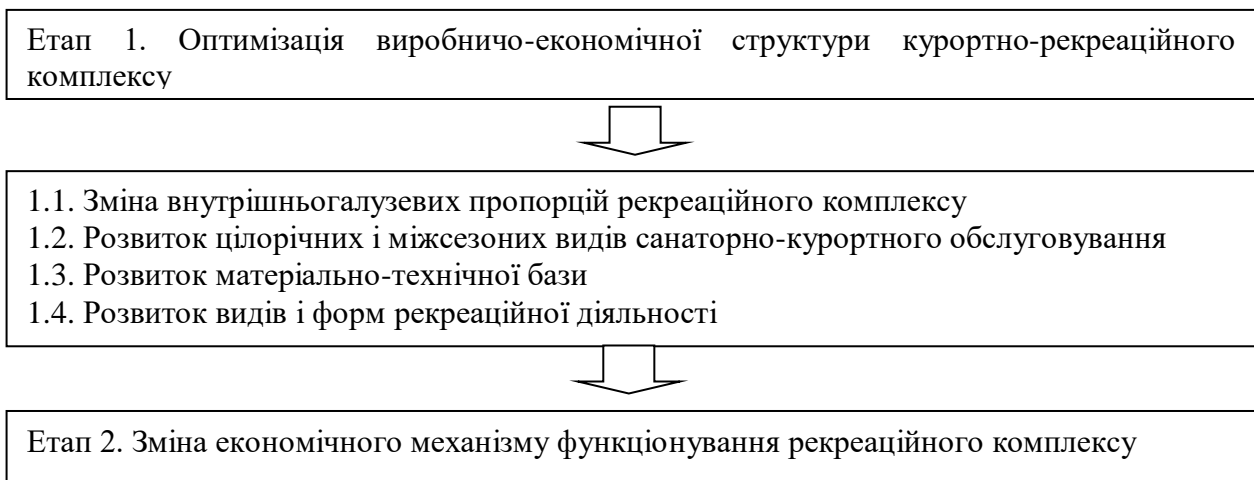 Етап 1. Оптимізація виробничо-економічної структури курортно-рекреаційного
комплексу
1.1. Зміна внутрішньогалузевих пропорцій рекреаційного комплексу
1.2. Розвиток цілорічних і міжсезоних видів санаторно-курортного обслуговування
1.3. Розвиток матеріально-технічної бази
1.4. Розвиток видів і форм рекреаційної діяльності
Етап 2. Зміна економічного механізму функціонування рекреаційного комплексу